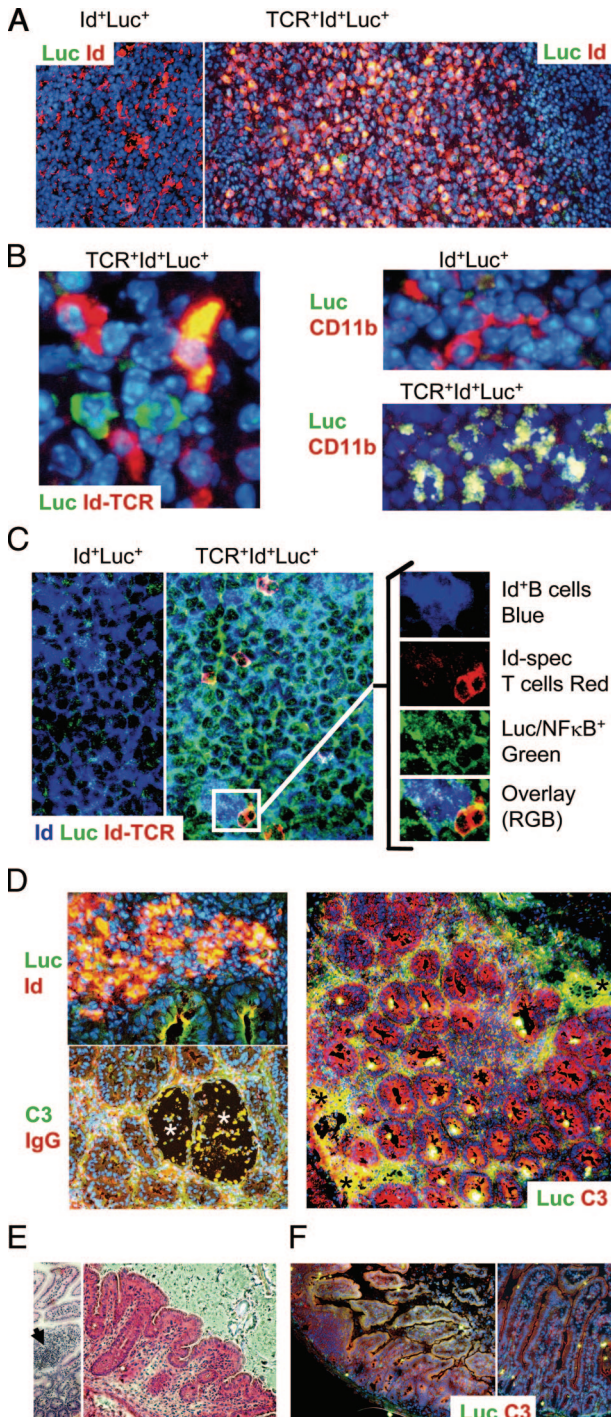 A
Id⁺Luc⁺
TCR⁺Id⁺Luc⁺
Luc Id
Luc Id
B
TCR⁺Id⁺Luc⁺
Luc Id-TCR
Id⁺Luc⁺
Luc
CD11b
TCR⁺Id⁺Luc⁺
Luc
CD11b
C
Id⁺Luc⁺
TCR⁺Id⁺Luc⁺
Id Luc Id-TCR
Id⁺B cells
Blue
Id-spec
T cells Red
Luc/NFκB⁺
Green
Overlay
(RGB)
D
Luc
Id
C3
IgG
* *
* * *
Luc C3
E
F
Luc C3